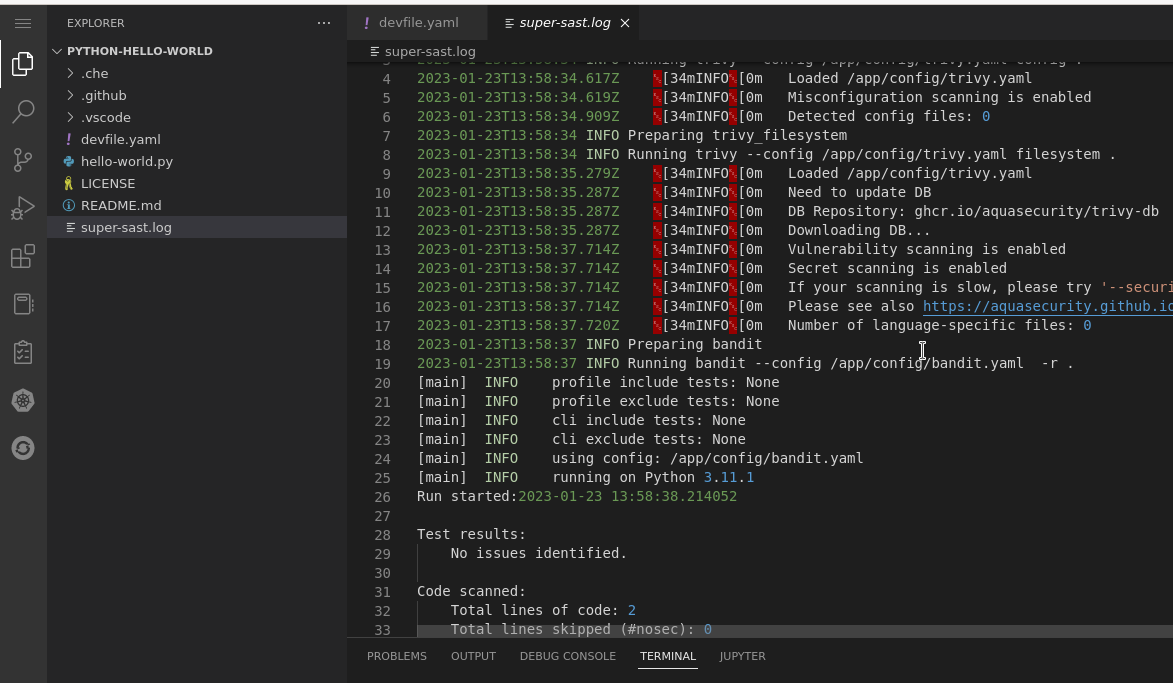 EXPLORER
PYTHON-HELLO-WORLD
.che
.github
.vscode
! devfile.yaml
hello-world.py
LICENSE
README.md
super-sast.log
! devfile.yaml
super-sast.log
super-sast.log
4 2023-01-23T13:58:34.617Z [34mINFO [0m Loaded /app/config/trivy.yaml
5 2023-01-23T13:58:34.619Z [34mINFO [0m Misconfiguration scanning is enabled
6 2023-01-23T13:58:34.909Z [34mINFO [0m Detected config files: 0
7 2023-01-23T13:58:34 INFO Preparing trivy_filesystem
8 2023-01-23T13:58:34 INFO Running trivy --config /app/config/trivy.yaml filesystem .
9 2023-01-23T13:58:35.279Z [34mINFO [0m Loaded /app/config/trivy.yaml
10 2023-01-23T13:58:35.287Z [34mINFO [0m Need to update DB
11 2023-01-23T13:58:35.287Z [34mINFO [0m DB Repository: ghcr.io/aquasecurity/trivy-db
12 2023-01-23T13:58:35.287Z [34mINFO [0m Downloading DB...
13 2023-01-23T13:58:37.714Z [34mINFO [0m Vulnerability scanning is enabled
14 2023-01-23T13:58:37.714Z [34mINFO [0m Secret scanning is enabled
15 2023-01-23T13:58:37.714Z [34mINFO [0m If your scanning is slow, please try '--securi
16 2023-01-23T13:58:37.714Z [34mINFO [0m Please see also https://aquasecurity.github.io
17 2023-01-23T13:58:37.720Z [34mINFO [0m Number of language-specific files: 0
18 2023-01-23T13:58:37 INFO Preparing bandit
19 2023-01-23T13:58:37 INFO Running bandit --config /app/config/bandit.yaml -r .
20 [main] INFO profile include tests: None
21 [main] INFO profile exclude tests: None
22 [main] INFO cli include tests: None
23 [main] INFO cli exclude tests: None
24 [main] INFO using config: /app/config/bandit.yaml
25 [main] INFO running on Python 3.11.1
26 Run started:2023-01-23 13:58:38.214052
27
28 Test results:
29 No issues identified.
30
31 Code scanned:
32 Total lines of code: 2
33 Total lines skipped (#nosec): 0
PROBLEMS OUTPUT DEBUG CONSOLE TERMINAL JUPYTER